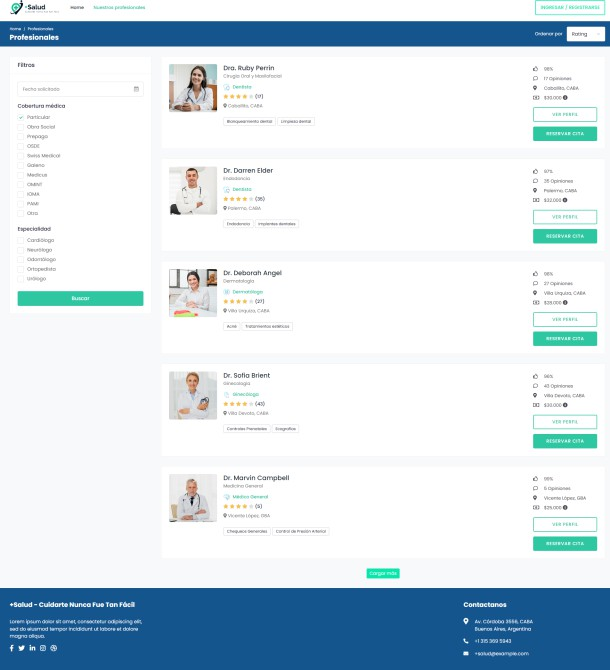 +Salud
Home
Nuestros profesionales
INGRESAR / REGISTRARSE
Home / Profesionales
Profesionales
Ordenar por
Rating
Filtros
Fecha solicitada
Cobertura médica
Particular
Obra Social
Prepaga
OSDE
Swiss Medical
Galeno
Medicus
OMINT
IOMA
PAMI
Otra
Especialidad
Cardiólogo
Neurólogo
Odontólogo
Ortopedista
Urólogo
Buscar
Dra. Ruby Perrin
Cirugía Oral y Maxilofacial
Dentista
(17)
Caballito, CABA
Blanqueamiento dental
Limpieza dental
98%
17 Opiniones
Caballito, CABA
$30.000
VER PERFIL
RESERVAR CITA
Dr. Darren Elder
Endodoncia
Dentista
(35)
Palermo, CABA
Endodoncia
Implantes dentales
97%
35 Opiniones
Palermo, CABA
$32.000
VER PERFIL
RESERVAR CITA
Dr. Deborah Angel
Dermatología
Dermatólogo
(27)
Villa Urquiza, CABA
Acné
Tratamientos estéticos
98%
27 Opiniones
Villa Urquiza, CABA
$28.000
VER PERFIL
RESERVAR CITA
Dr. Sofia Brient
Ginecología
Ginecólogo
(43)
Villa Devoto, CABA
Controles Prenatales
Ecografías
98%
43 Opiniones
Villa Devoto, CABA
$30.000
VER PERFIL
RESERVAR CITA
Dr. Marvin Campbell
Medicina General
Médico General
(5)
Vicente López, GBA
Chequeos Generales
Control de Presión Arterial
98%
5 Opiniones
Vicente López, GBA
$25.000
VER PERFIL
RESERVAR CITA
Cargar más
+Salud - Cuidarte Nunca Fue Tan Fácil
Lorem ipsum dolor sit amet, consectetur adipiscing elit,
sed do eiusmod tempor incididunt ut labore et dolore
magna aliqua.
Contactanos
Av. Córdoba 3556, CABA
Buenos Aires, Argentina
+1 315 369 5943
+salud@example.com